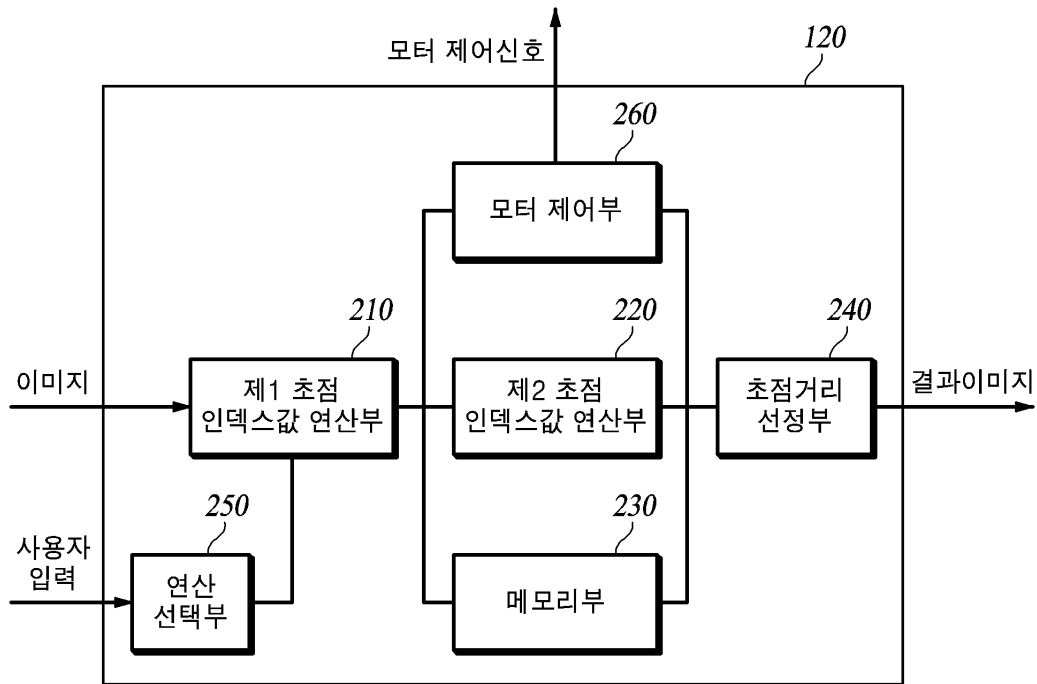 모터 제어신호
120
260
모터 제어부
210
220
240
이미지
제1 초점
인덱스값 연산부
제2 초점
인덱스값 연산부
초점거리
선정부
결과이미지
250
230
사용자
입력
연산
선택부
메모리부